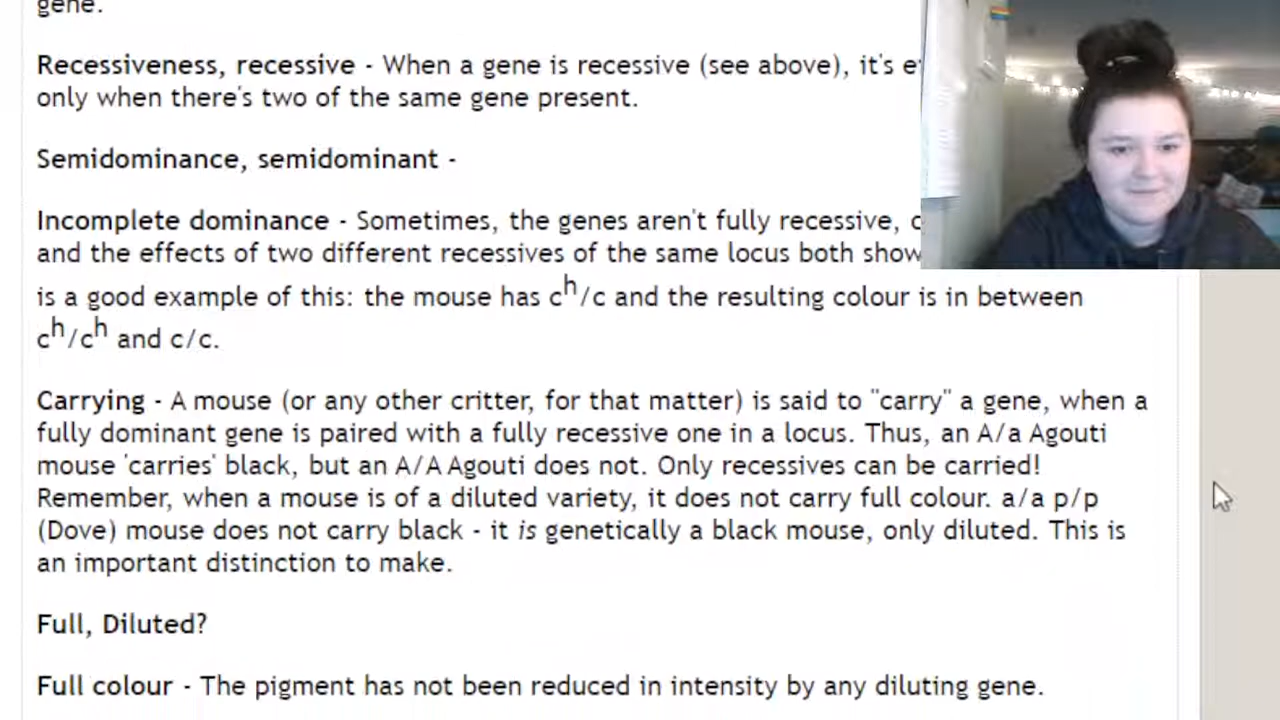 gene.
Recessiveness, recessive - When a gene is recessive (see above), it's
only when there's two of the same gene present.
Semidominance, semidominant -
Incomplete dominance - Sometimes, the genes aren't fully recessive,
and the effects of two different recessives of the same locus both show
is a good example of this: the mouse has cʰ/c and the resulting colour is in between
cʰ/cʰ and c/c.
Carrying - A mouse (or any other critter, for that matter) is said to "carry" a gene, when a
fully dominant gene is paired with a fully recessive one in a locus. Thus, an A/a Agouti
mouse 'carries' black, but an A/A Agouti does not. Only recessives can be carried!
Remember, when a mouse is of a diluted variety, it does not carry full colour. a/a p/p
(Dove) mouse does not carry black - it is genetically a black mouse, only diluted. This is
an important distinction to make.
Full, Diluted?
Full colour - The pigment has not been reduced in intensity by any diluting gene.